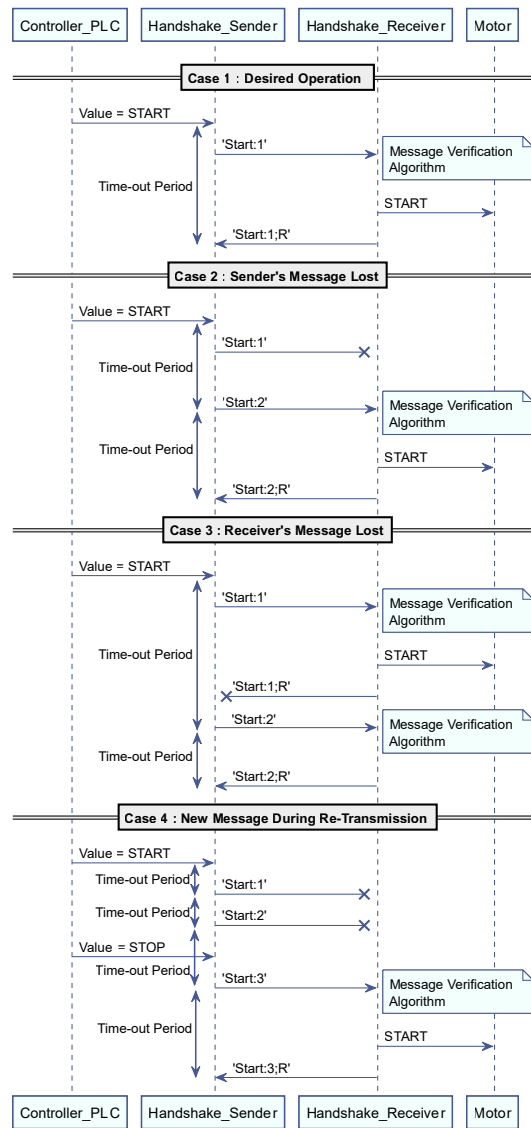 Controller_PLC
Handshake_Sender
Handshake_Receiver
Motor
Case 1 : Desired Operation
Value = START
'Start:1'
Message Verification
Algorithm
Time-out Period
START
'Start:1;R'
Case 2 : Sender's Message Lost
Value = START
'Start:1'
Time-out Period
'Start:2'
Message Verification
Algorithm
Time-out Period
START
'Start:2;R'
Case 3 : Receiver's Message Lost
Value = START
'Start:1'
Message Verification
Algorithm
Time-out Period
START
'Start:1;R'
'Start:2'
Message Verification
Algorithm
Time-out Period
'Start:2;R'
Case 4 : New Message During Re-Transmission
Value = START
Time-out Period
'Start:1'
Time-out Period
'Start:2'
Value = STOP
Time-out Period
'Start:3'
Message Verification
Algorithm
Time-out Period
START
'Start:3;R'
Controller_PLC
Handshake_Sender
Handshake_Receiver
Motor